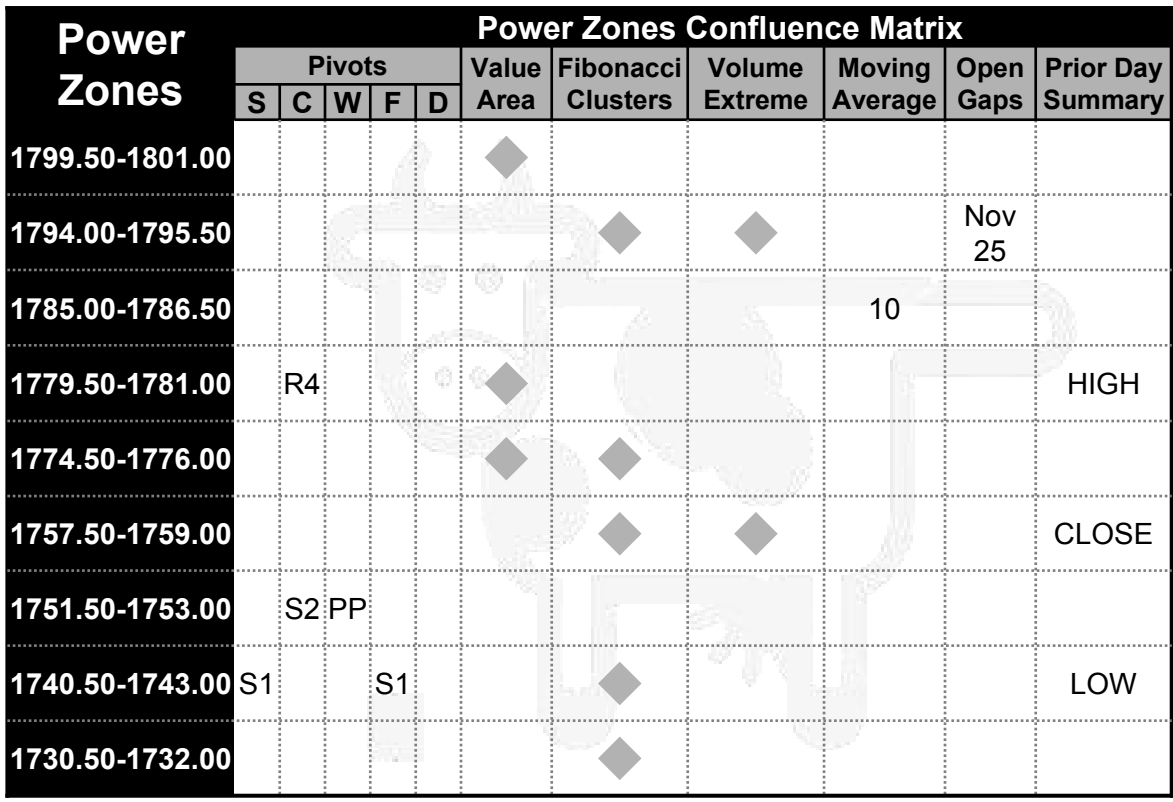 Power Zones
Power Zones Confluence Matrix
Pivots
Value Area
Fibonacci Clusters
Volume Extreme
Moving Average
Open Gaps
Prior Day Summary
S C W F D
1799.50-1801.00
1794.00-1795.50 Nov 25
1785.00-1786.50 10
1779.50-1781.00 R4 HIGH
1774.50-1776.00
1757.50-1759.00 CLOSE
1751.50-1753.00 S2 PP
1740.50-1743.00 S1 S1 LOW
1730.50-1732.00